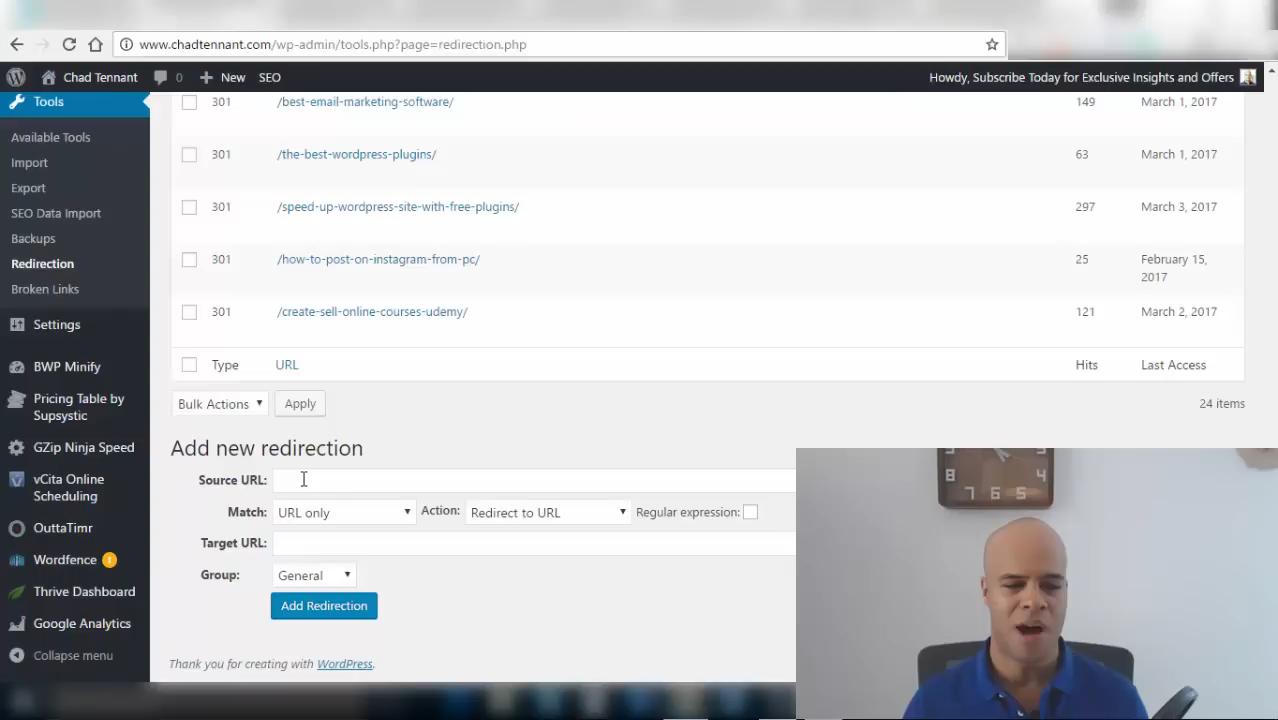 www.chadtennant.com/wp-admin/tools.php?page=redirection.php
Chad Tennant 0 New SEO Howdy, Subscribe Today for Exclusive Insights and Offers
Tools
Available Tools
Import
Export
SEO Data Import
Backups
Redirection
Broken Links
Settings
BWP Minify
Pricing Table by
Supsystic
GZip Ninja Speed
vCita Online
Scheduling
OuttaTimr
Wordfence 1
Thrive Dashboard
Google Analytics
Collapse menu
301 /best-email-marketing-software/ 149 March 1, 2017
301 /the-best-wordpress-plugins/ 63 March 1, 2017
301 /speed-up-wordpress-site-with-free-plugins/ 297 March 3, 2017
301 /how-to-post-on-instagram-from-pc/ 25 February 15,
2017
301 /create-sell-online-courses-udemy/ 121 March 2, 2017
Type URL Hits Last Access
Bulk Actions Apply 24 items
Add new redirection
Source URL:
Match: URL only Action: Redirect to URL Regular expression:
Target URL:
Group: General
Add Redirection
Thank you for creating with WordPress.
8 4
7 6 5